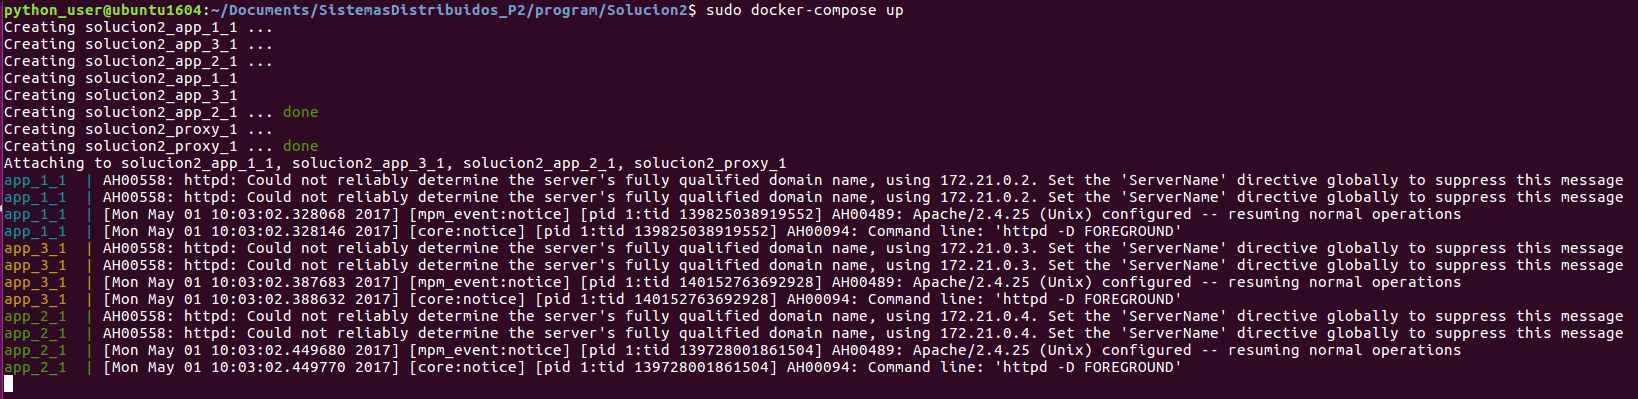 python_user@ubuntu1604:~/Documents/SistemasDistribuidos_P2/program/Solucion2$ sudo docker-compose up
Creating solucion2_app_1_1 ...
Creating solucion2_app_3_1 ...
Creating solucion2_app_2_1 ...
Creating solucion2_app_1_1
Creating solucion2_app_3_1
Creating solucion2_app_2_1 ... done
Creating solucion2_proxy_1 ...
Creating solucion2_proxy_1 ... done
Attaching to solucion2_app_1_1, solucion2_app_3_1, solucion2_app_2_1, solucion2_proxy_1
app_1_1  | AH00558: httpd: Could not reliably determine the server's fully qualified domain name, using 172.21.0.2. Set the 'ServerName' directive globally to suppress this message
app_1_1  | AH00558: httpd: Could not reliably determine the server's fully qualified domain name, using 172.21.0.2. Set the 'ServerName' directive globally to suppress this message
app_1_1  | [Mon May 01 10:03:02.328068 2017] [mpm_event:notice] [pid 1:tid 139825038919552] AH00489: Apache/2.4.25 (Unix) configured -- resuming normal operations
app_1_1  | [Mon May 01 10:03:02.328146 2017] [core:notice] [pid 1:tid 139825038919552] AH00094: Command line: 'httpd -D FOREGROUND'
app_3_1  | AH00558: httpd: Could not reliably determine the server's fully qualified domain name, using 172.21.0.3. Set the 'ServerName' directive globally to suppress this message
app_3_1  | AH00558: httpd: Could not reliably determine the server's fully qualified domain name, using 172.21.0.3. Set the 'ServerName' directive globally to suppress this message
app_3_1  | [Mon May 01 10:03:02.387683 2017] [mpm_event:notice] [pid 1:tid 140152763692928] AH00489: Apache/2.4.25 (Unix) configured -- resuming normal operations
app_3_1  | [Mon May 01 10:03:02.388632 2017] [core:notice] [pid 1:tid 140152763692928] AH00094: Command line: 'httpd -D FOREGROUND'
app_2_1  | AH00558: httpd: Could not reliably determine the server's fully qualified domain name, using 172.21.0.4. Set the 'ServerName' directive globally to suppress this message
app_2_1  | AH00558: httpd: Could not reliably determine the server's fully qualified domain name, using 172.21.0.4. Set the 'ServerName' directive globally to suppress this message
app_2_1  | [Mon May 01 10:03:02.449680 2017] [mpm_event:notice] [pid 1:tid 139728001861504] AH00489: Apache/2.4.25 (Unix) configured -- resuming normal operations
app_2_1  | [Mon May 01 10:03:02.449770 2017] [core:notice] [pid 1:tid 139728001861504] AH00094: Command line: 'httpd -D FOREGROUND'